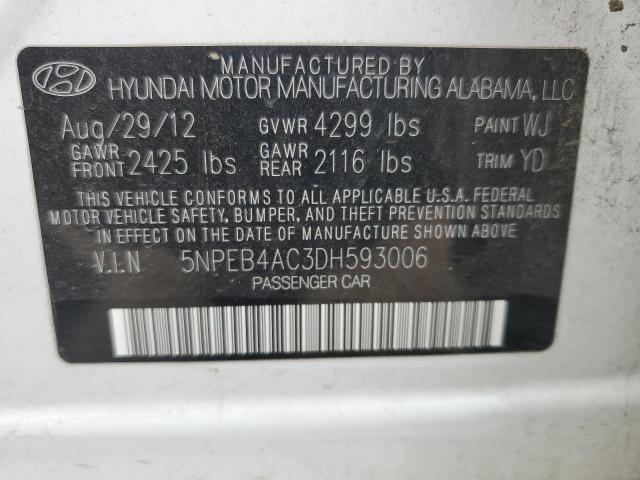 MANUFACTURED BY
HYUNDAI MOTOR MANUFACTURING ALABAMA, LLC
Aug/29/12 GVWR 4299 lbs PAINT WJ
GAWR FRONT 2425 lbs GAWR REAR 2116 lbs TRIM YD
THIS VEHICLE CONFORMS TO ALL APPLICABLE U.S.A. FEDERAL
MOTOR VEHICLE SAFETY, BUMPER, AND THEFT PREVENTION STANDARDS
IN EFFECT ON THE DATE OF MANUFACTURE SHOWN ABOVE
V.I.N 5NPEB4AC3DH593006
PASSENGER CAR